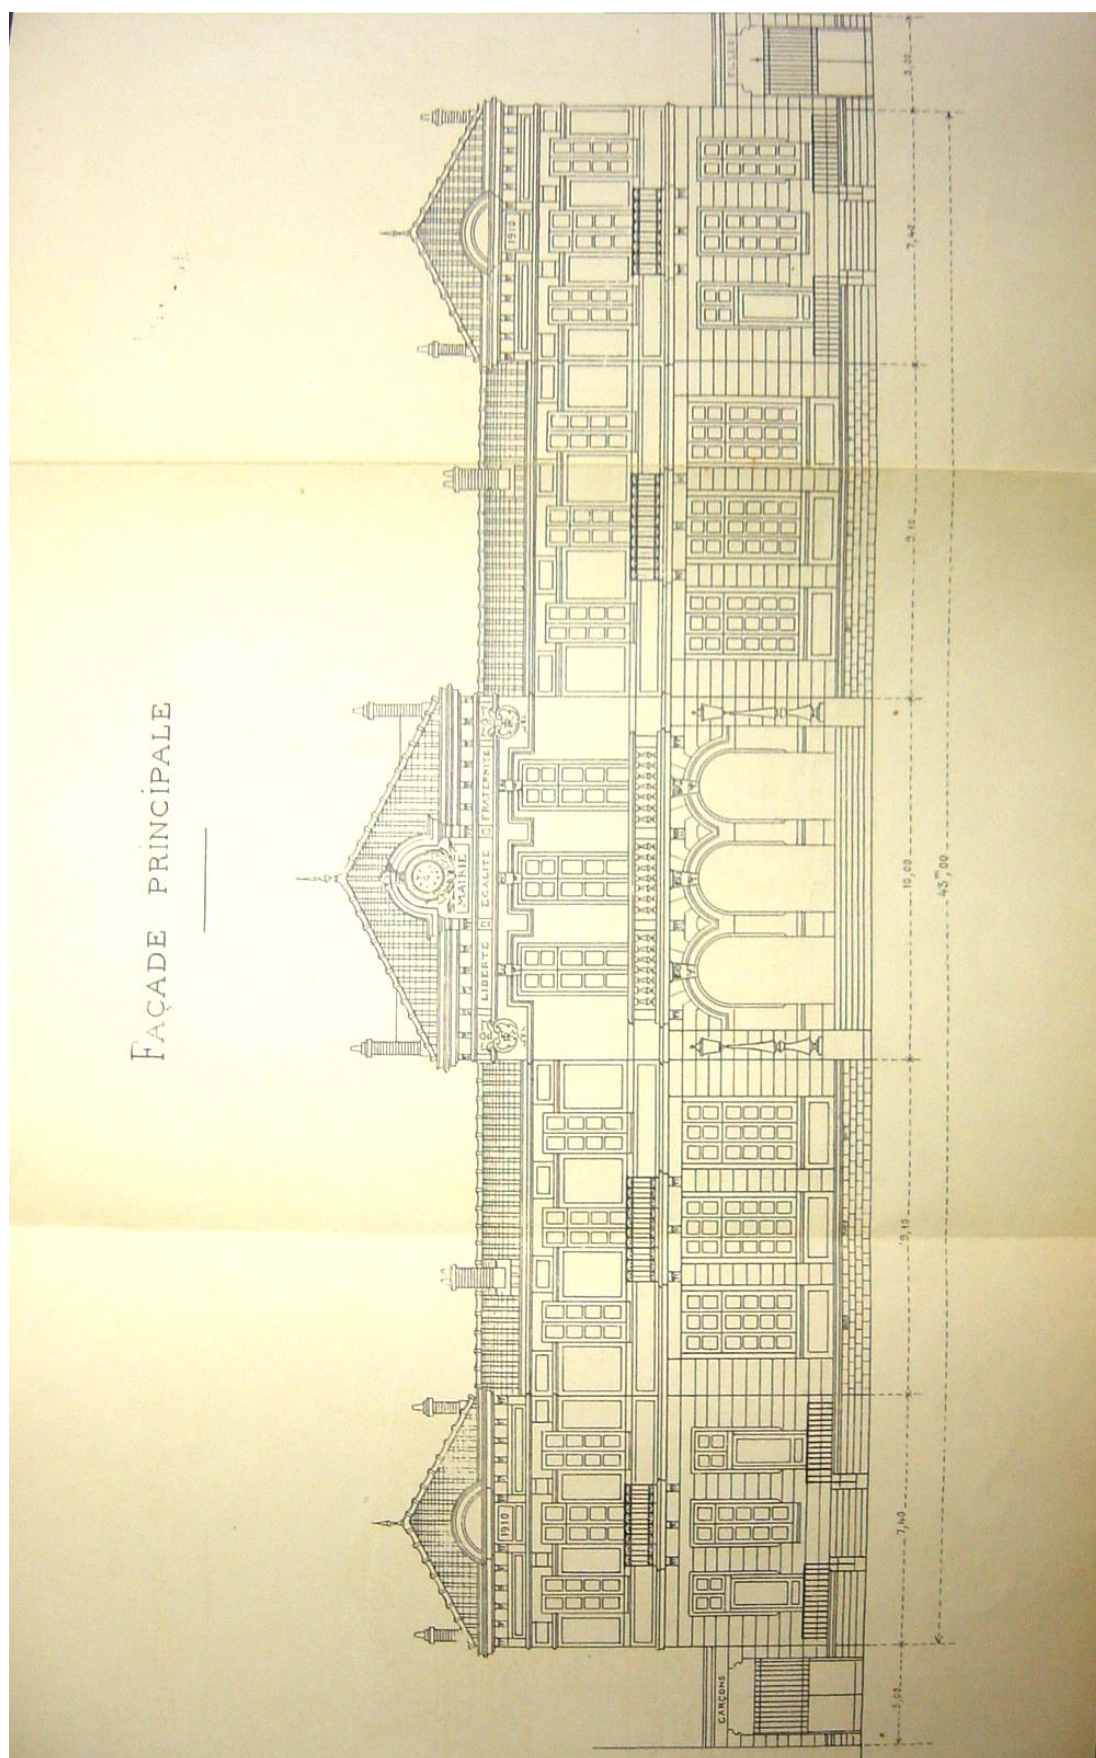 FAÇADE PRINCIPALE
MAIRIE
LIBERTÉ ÉGALITÉ FRATERNITÉ
1910
1910
GARÇONS
FILLES
3,00
7,40
9,10
10,00
9,10
7,40
3,00
43m,00